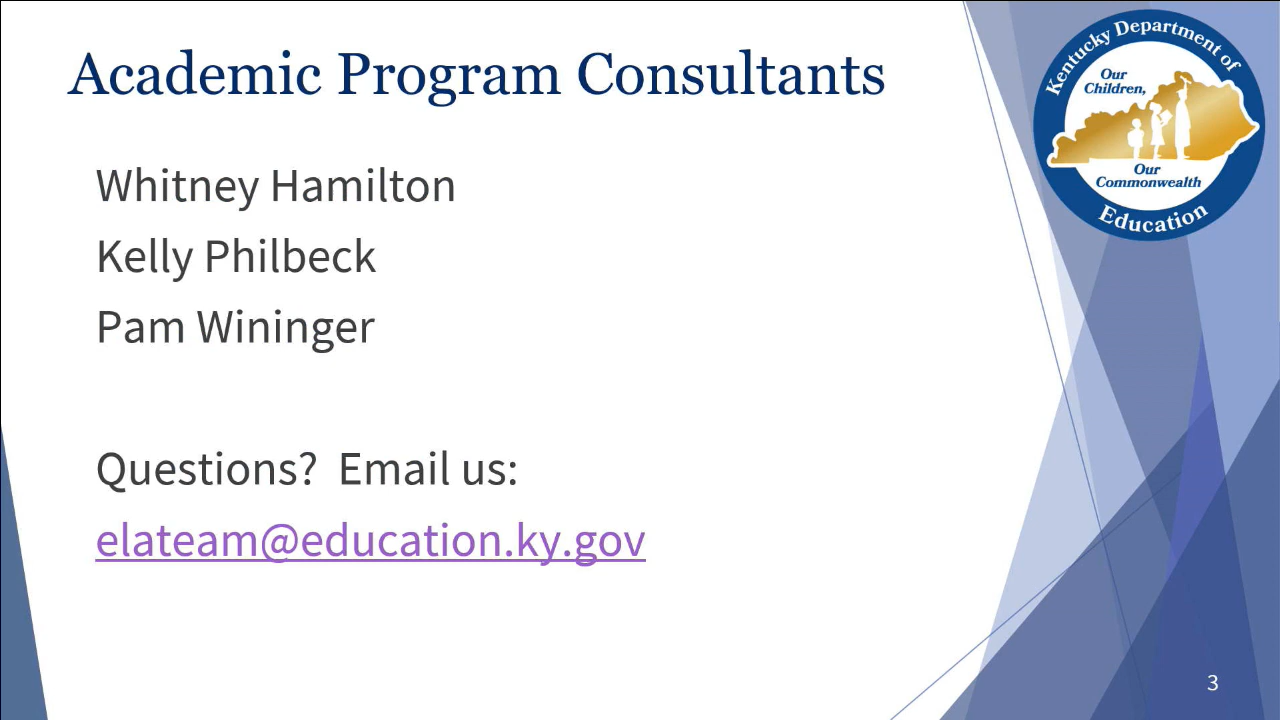 Academic Program Consultants
Kentucky Department of
Our
Children,
Our
Commonwealth
Education
Whitney Hamilton
Kelly Philbeck
Pam Wininger
Questions?  Email us:
elateam@education.ky.gov
3